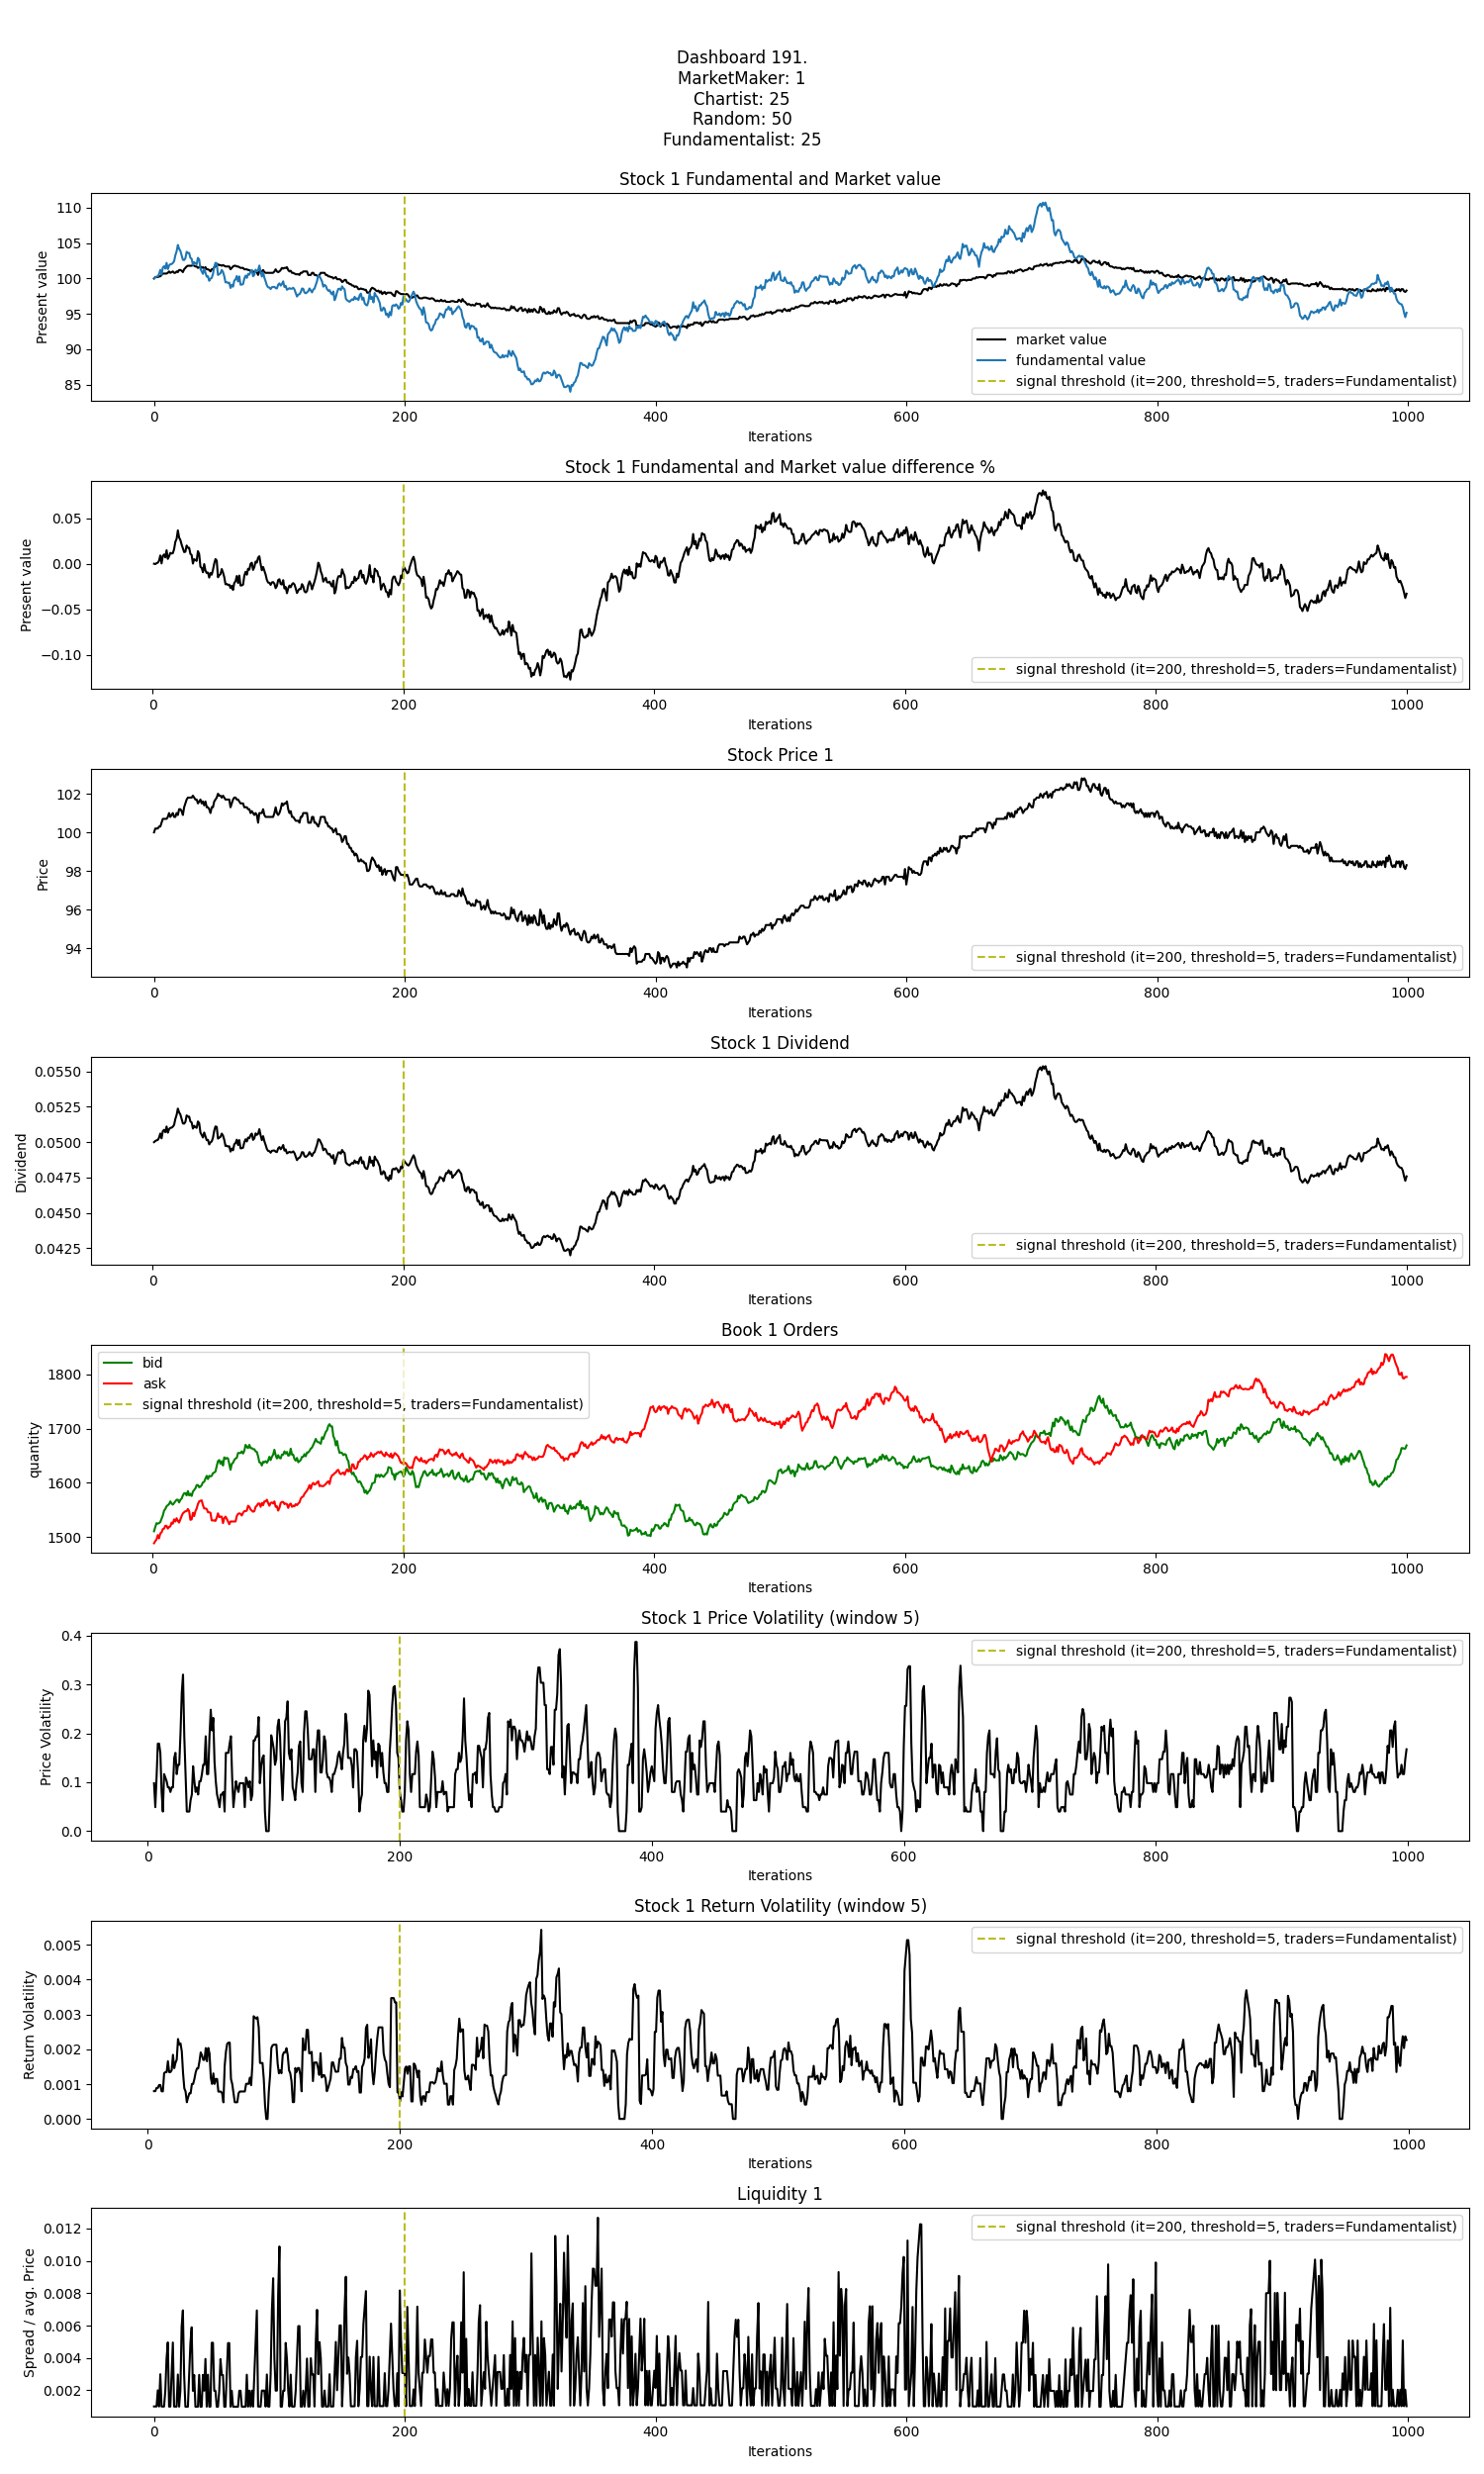 Dashboard 191.
MarketMaker: 1
Chartist: 25
Random: 50
Fundamentalist: 25
Stock 1 Fundamental and Market value
Present value
110
105
100
95
90
85
market value
fundamental value
signal threshold (it=200, threshold=5, traders=Fundamentalist)
0 200 400 600 800 1000
Iterations
Stock 1 Fundamental and Market value difference %
Present value
0.05
0.00
−0.05
−0.10
signal threshold (it=200, threshold=5, traders=Fundamentalist)
0 200 400 600 800 1000
Iterations
Stock Price 1
Price
102
100
98
96
94
signal threshold (it=200, threshold=5, traders=Fundamentalist)
0 200 400 600 800 1000
Iterations
Stock 1 Dividend
Dividend
0.0550
0.0525
0.0500
0.0475
0.0450
0.0425
signal threshold (it=200, threshold=5, traders=Fundamentalist)
0 200 400 600 800 1000
Iterations
Book 1 Orders
quantity
1800
1700
1600
1500
bid
ask
signal threshold (it=200, threshold=5, traders=Fundamentalist)
0 200 400 600 800 1000
Iterations
Stock 1 Price Volatility (window 5)
Price Volatility
0.4
0.3
0.2
0.1
0.0
signal threshold (it=200, threshold=5, traders=Fundamentalist)
0 200 400 600 800 1000
Iterations
Stock 1 Return Volatility (window 5)
Return Volatility
0.005
0.004
0.003
0.002
0.001
0.000
signal threshold (it=200, threshold=5, traders=Fundamentalist)
0 200 400 600 800 1000
Iterations
Liquidity 1
Spread / avg. Price
0.012
0.010
0.008
0.006
0.004
0.002
signal threshold (it=200, threshold=5, traders=Fundamentalist)
0 200 400 600 800 1000
Iterations